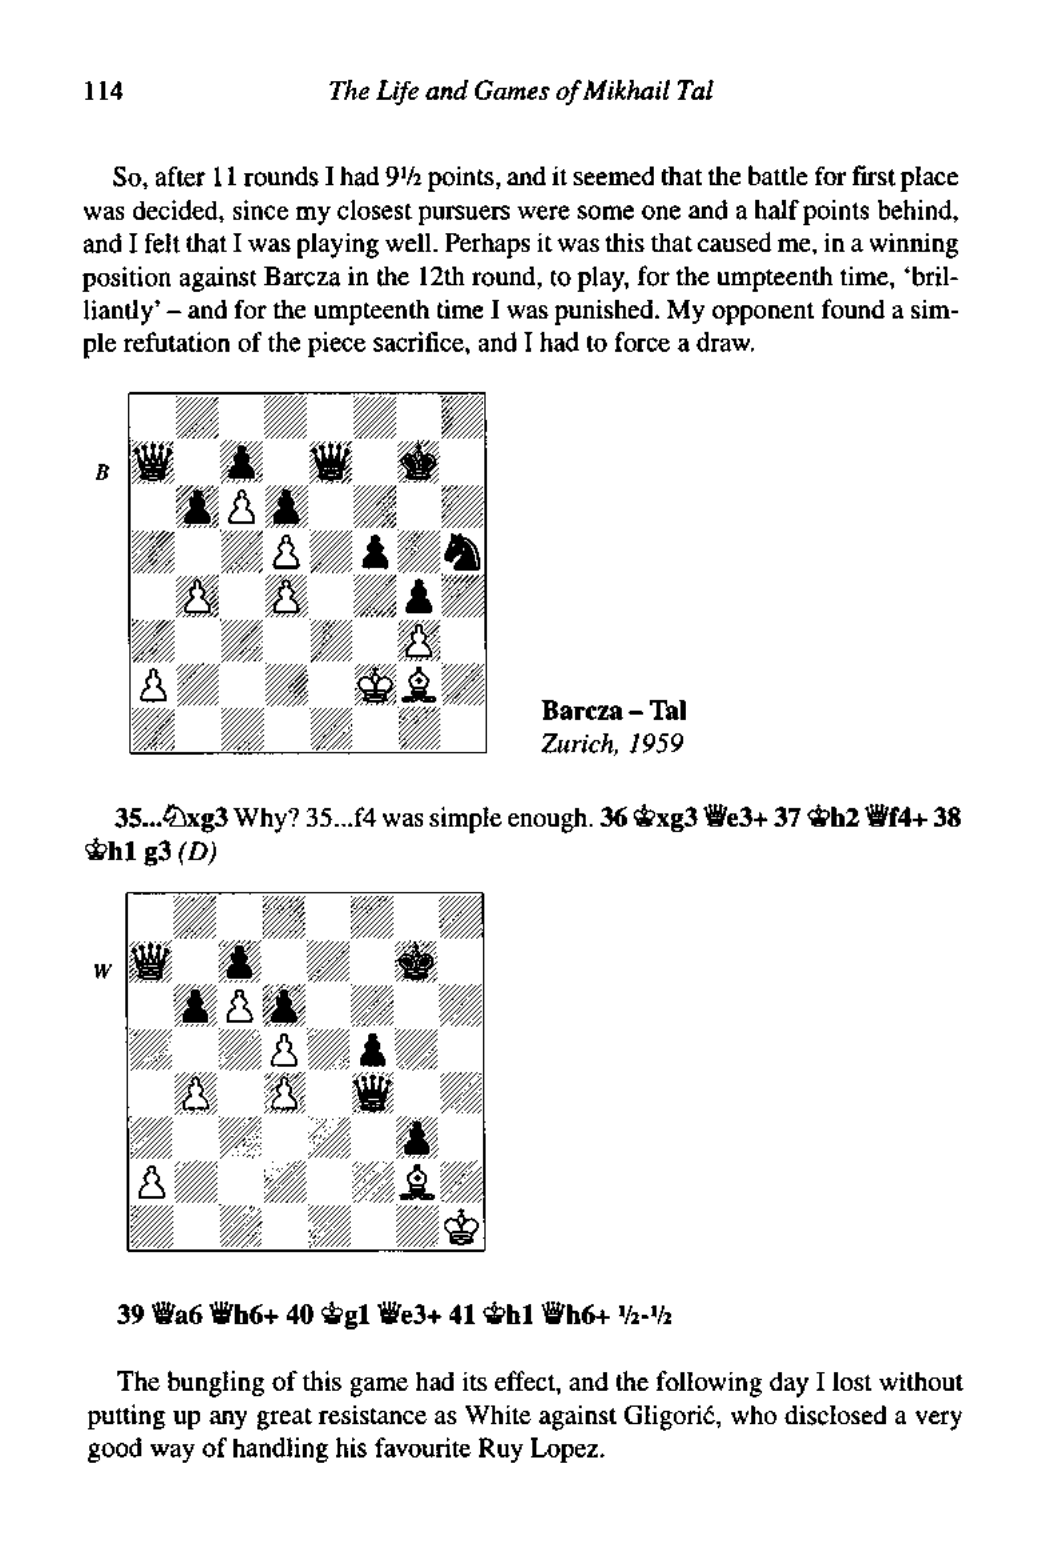 114 The Life and Games of Mikhail Tal
So, after 11 rounds I had 9½ points, and it seemed that the battle for first place
was decided, since my closest pursuers were some one and a half points behind,
and I felt that I was playing well. Perhaps it was this that caused me, in a winning
position against Barcza in the 12th round, to play, for the umpteenth time, ‘bril-
liantly’ – and for the umpteenth time I was punished. My opponent found a sim-
ple refutation of the piece sacrifice, and I had to force a draw.
B
Barcza – Tal
Zurich, 1959
35...♘xg3 Why? 35...f4 was simple enough. 36 ♔xg3 ♕e3+ 37 ♔h2 ♕f4+ 38
♔h1 g3 (D)
W
39 ♕a6 ♕h6+ 40 ♔g1 ♕e3+ 41 ♔h1 ♕h6+ ½-½
The bungling of this game had its effect, and the following day I lost without
putting up any great resistance as White against Gligorić, who disclosed a very
good way of handling his favourite Ruy Lopez.